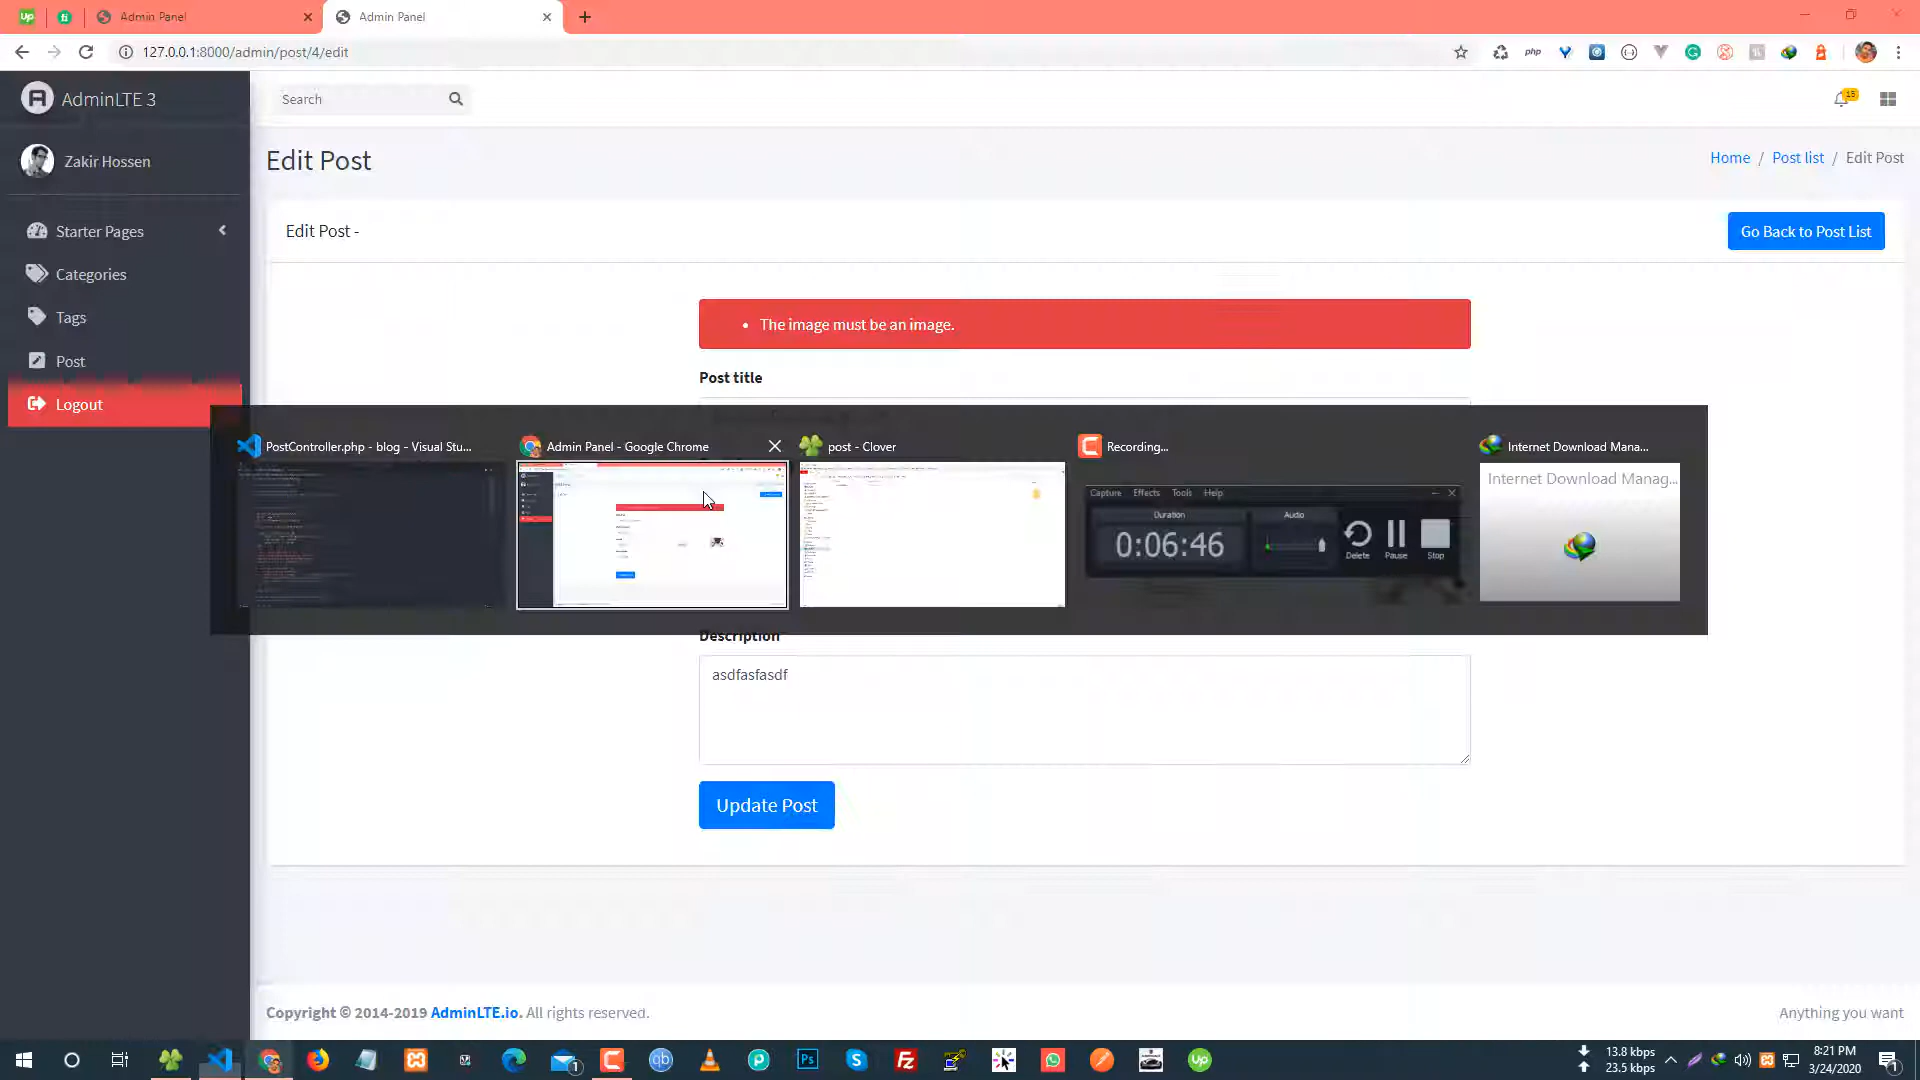 Admin Panel
Admin Panel
127.0.0.1:8000/admin/post/4/edit
php
AdminLTE 3
Search
15
Zakir Hossen
Edit Post
Home / Post list / Edit Post
Starter Pages
Edit Post -
Go Back to Post List
Categories
Tags
The image must be an image.
Post
Post title
Logout
PostController.php - blog - Visual Stu...
Admin Panel - Google Chrome
post - Clover
Recording...
Internet Download Mana...
Internet Download Manag...
Capture Effects Tools Help
Duration
Audio
0:06:46
Delete
Pause
Stop
Description
asdfasfasdf
Update Post
Copyright © 2014-2019 AdminLTE.io. All rights reserved.
Anything you want
13.8 kbps
23.5 kbps
8:21 PM
3/24/2020